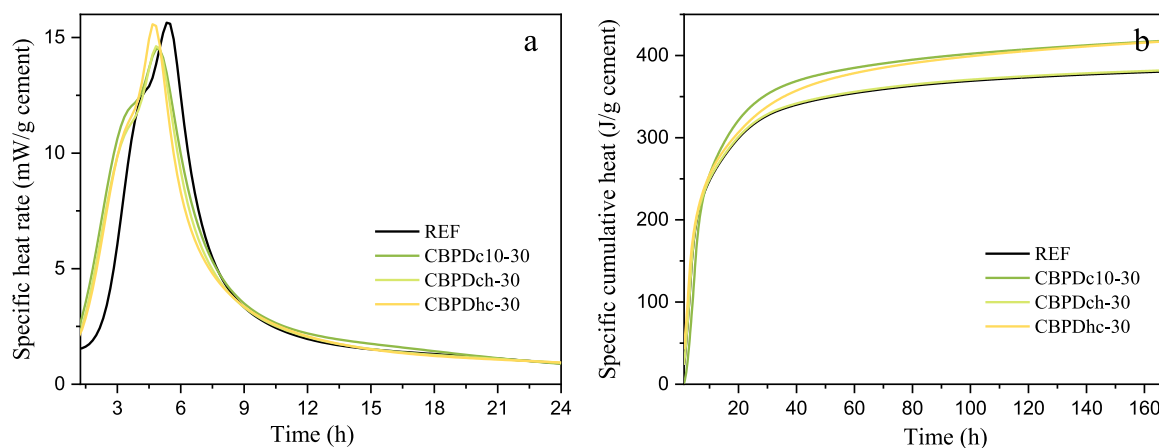 a
Specific heat rate (mW/g cement)
15
10
5
0
REF
CBPDc10-30
CBPDch-30
CBPDhc-30
3 6 9 12 15 18 21 24
Time (h)
b
Specific cumulative heat (J/g cement)
400
300
200
100
0
REF
CBPDc10-30
CBPDch-30
CBPDhc-30
20 40 60 80 100 120 140 160
Time (h)